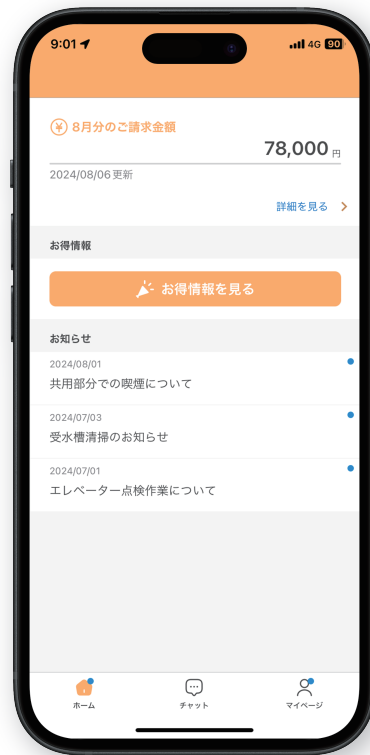 9:01
4G 90
8月分のご請求金額
78,000 円
2024/08/06更新
詳細を見る
お得情報
お得情報を見る
お知らせ
2024/08/01
共用部分での喫煙について
2024/07/03
受水槽清掃のお知らせ
2024/07/01
エレベーター点検作業について
ホーム
チャット
マイページ